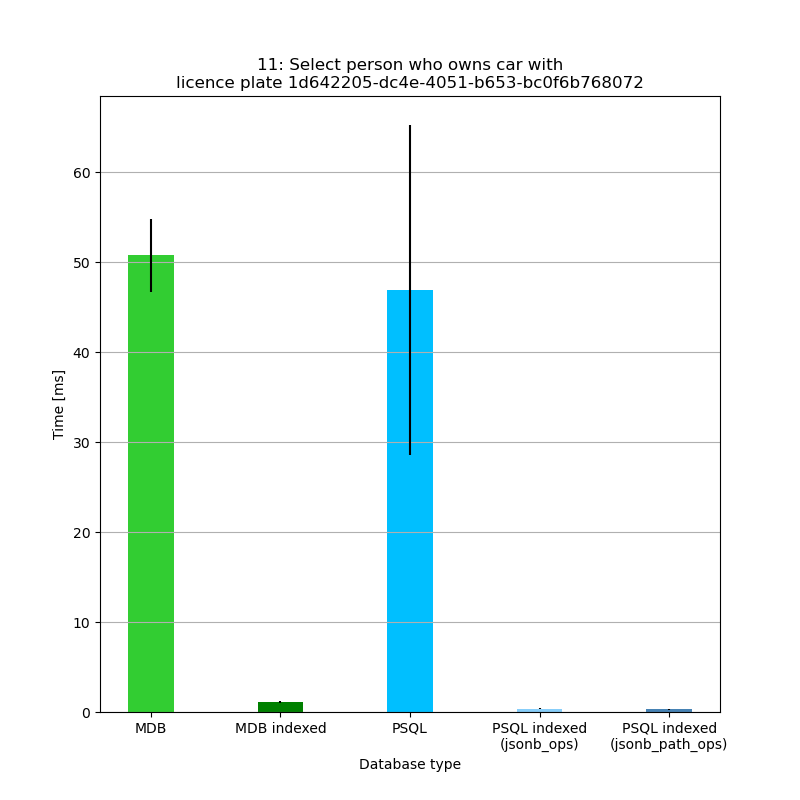 11: Select person who owns car with
licence plate 1d642205-dc4e-4051-b653-bc0f6b768072
Time [ms]
60
50
40
30
20
10
0
MDB
MDB indexed
PSQL
PSQL indexed
(jsonb_ops)
PSQL indexed
(jsonb_path_ops)
Database type